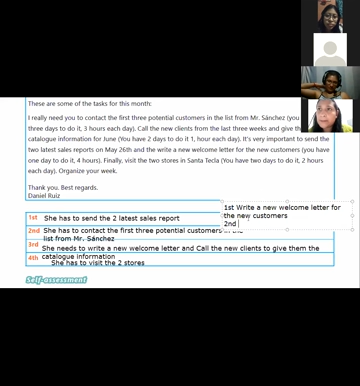 These are some of the tasks for this month:
I really need you to contact the first three potential customers in the list from Mr. Sánchez (you
three days to do it, 3 hours each day). Call the new clients from the last three weeks and give the
catalogue information for June (You have 2 days to do it 1, hour each day). It's very important to send the
two latest sales reports on May 26th and the write a new welcome letter for the new customers (you have
one day to do it, 4 hours). Finally, visit the two stores in Santa Tecla (You have two days to do it, 2 hours
each day). Organize your week.
Thank you. Best regards.
Daniel Ruiz
1st Write a new welcome letter for
the new customers
2nd
1st She has to send the 2 latest sales report
2nd She has to contact the first three potential customers in the
list from Mr. Sánchez
3rd She needs to write a new welcome letter and Call the new clients to give them the
catalogue information
4th She has to visit the 2 stores
Self-assessment